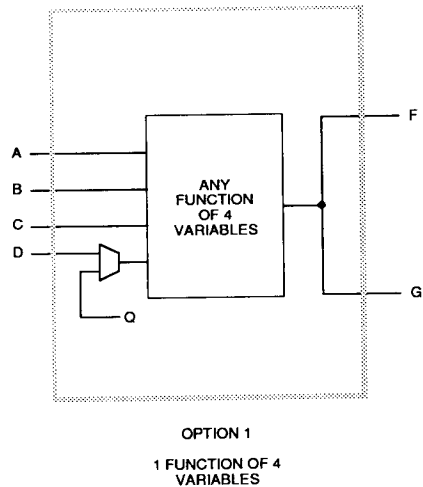 F
A
ANY
FUNCTION
OF 4
VARIABLES
B
C
D
G
Q
OPTION 1
1 FUNCTION OF 4
VARIABLES